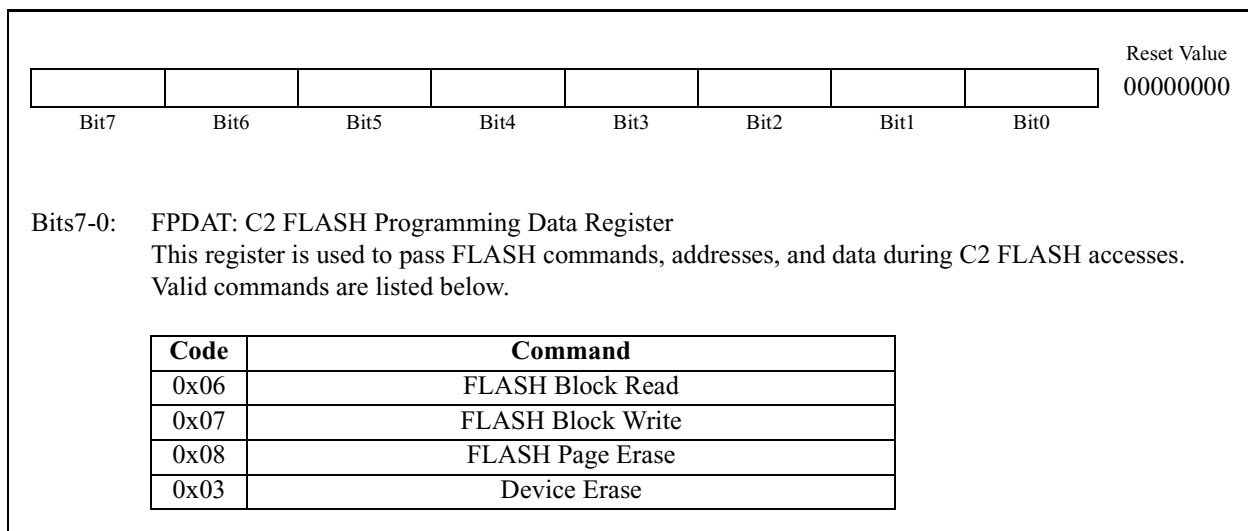 Reset Value
00000000
Bit7 Bit6 Bit5 Bit4 Bit3 Bit2 Bit1 Bit0
Bits7-0: FPDAT: C2 FLASH Programming Data Register
This register is used to pass FLASH commands, addresses, and data during C2 FLASH accesses.
Valid commands are listed below.
Code Command
0x06 FLASH Block Read
0x07 FLASH Block Write
0x08 FLASH Page Erase
0x03 Device Erase